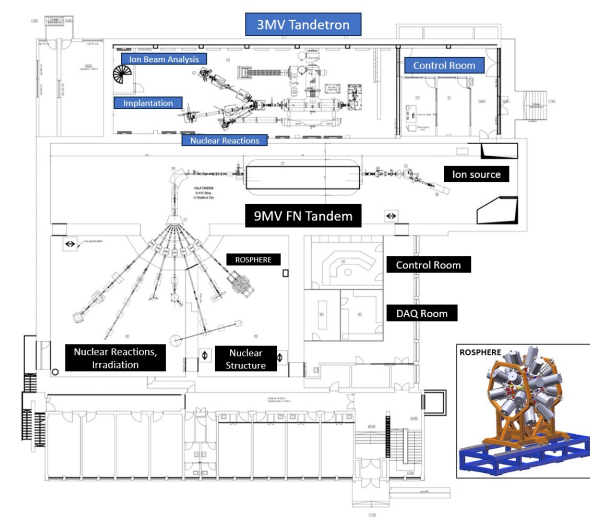 3MV Tandetron
Ion Beam Analysis
Control Room
Implantation
Nuclear Reactions
Ion source
9MV FN Tandem
ROSPHERE
Control Room
DAQ Room
Nuclear Reactions,
Irradiation
Nuclear
Structure
ROSPHERE